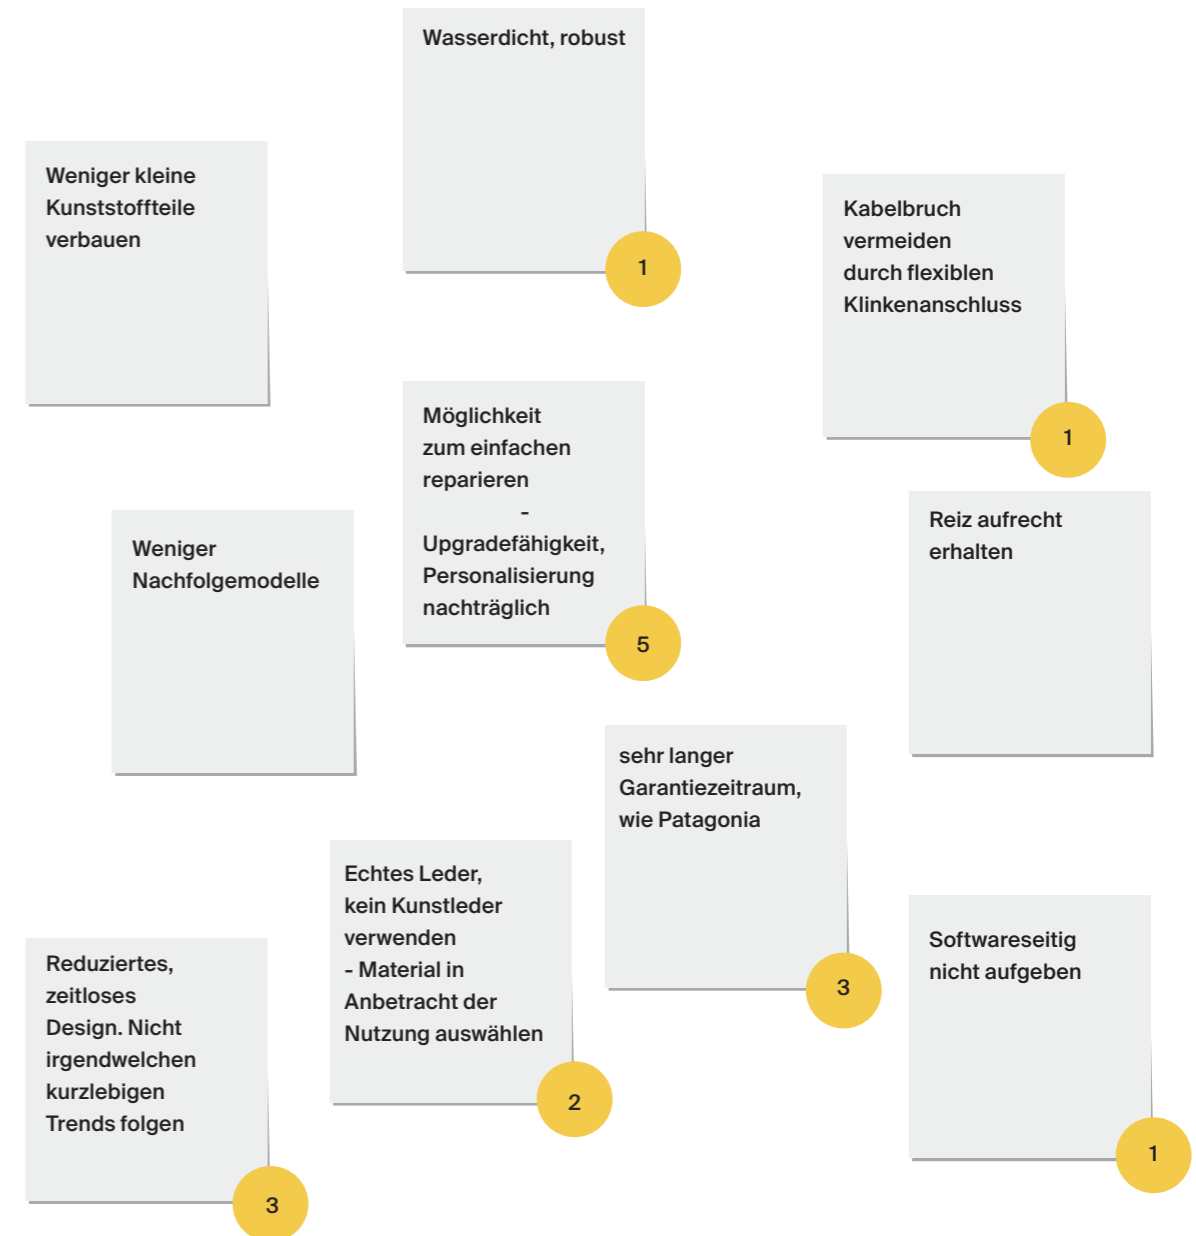 Wasserdicht, robust
1
Weniger kleine
Kunststoffteile
verbauen
Kabelbruch
vermeiden
durch flexiblen
Klinkenanschluss
1
Möglichkeit
zum einfachen
reparieren
-
Upgradefähigkeit,
Personalisierung
nachträglich
5
Weniger
Nachfolgemodelle
Reiz aufrecht
erhalten
sehr langer
Garantiezeitraum,
wie Patagonia
3
Echtes Leder,
kein Kunstleder
verwenden
- Material in
Anbetracht der
Nutzung auswählen
2
Softwareseitig
nicht aufgeben
1
Reduziertes,
zeitloses
Design. Nicht
irgendwelchen
kurzlebigen
Trends folgen
3